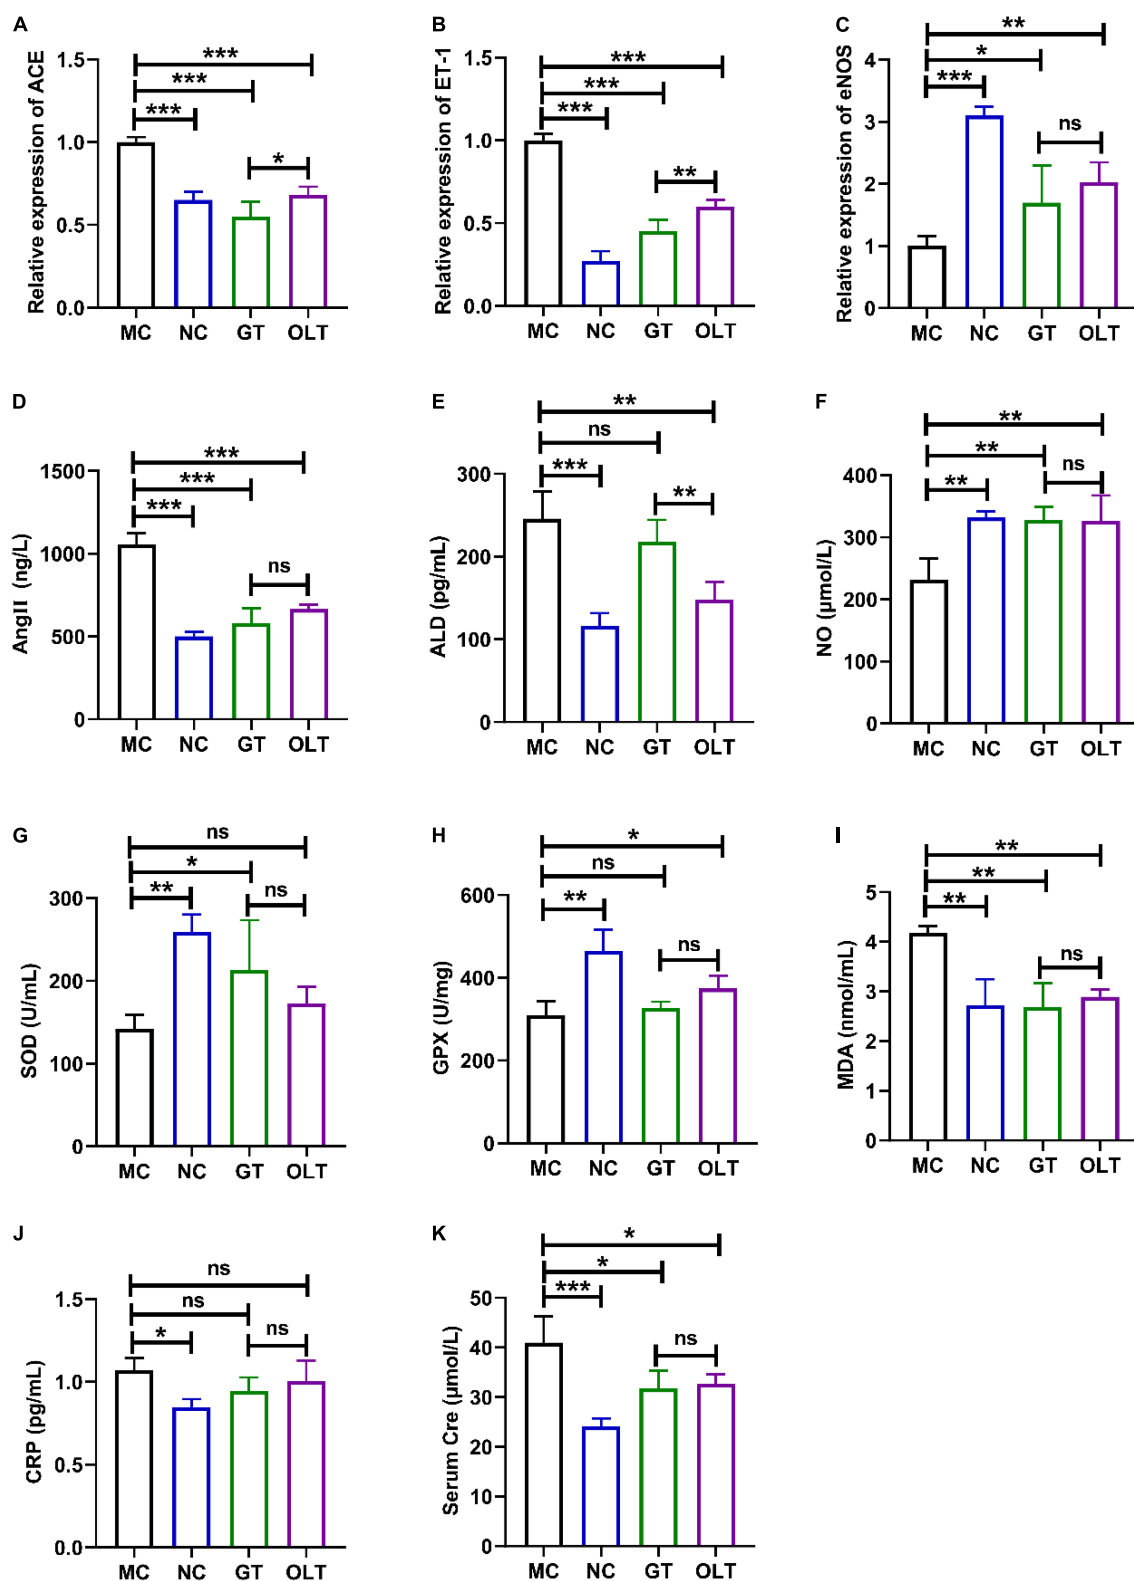 A
Relative expression of ACE
1.5
1.0
0.5
0.0
***
***
***
*
MC NC GT OLT
B
Relative expression of ET-1
1.5
1.0
0.5
0.0
***
***
***
**
MC NC GT OLT
C
Relative expression of eNOS
4
3
2
1
0
**
*
***
ns
MC NC GT OLT
D
AngII (ng/L)
1500
1000
500
0
***
***
***
ns
MC NC GT OLT
E
ALD (pg/mL)
300
200
100
0
**
ns
***
**
MC NC GT OLT
F
NO (μmol/L)
400
300
200
100
0
**
**
**
ns
MC NC GT OLT
G
SOD (U/mL)
300
200
100
0
ns
*
**
ns
MC NC GT OLT
H
GPX (U/mg)
600
400
200
0
*
ns
**
ns
MC NC GT OLT
I
MDA (nmol/mL)
5
4
3
2
1
0
**
**
**
ns
MC NC GT OLT
J
CRP (pg/mL)
1.5
1.0
0.5
0.0
ns
ns
*
ns
MC NC GT OLT
K
Serum Cre (μmol/L)
50
40
30
20
10
0
*
*
***
ns
MC NC GT OLT